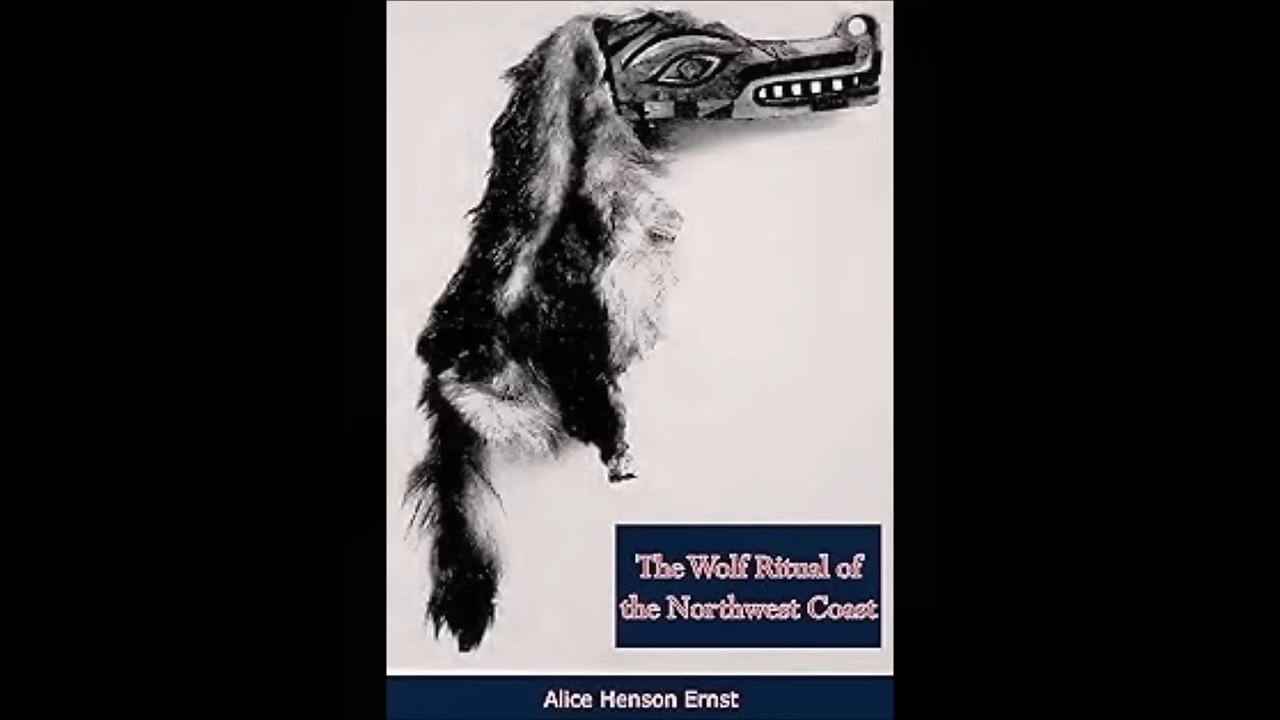 The Wolf Ritual of
the Northwest Coast
Alice Henson Ernst